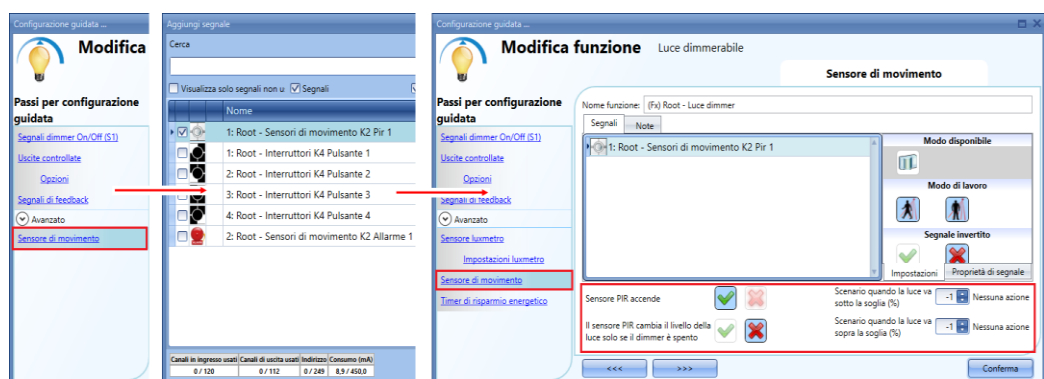 Configurazione guidata ...
Modifica
Passi per configurazione
guidata
Segnali dimmer On/Off (S1)
Uscite controllate
Opzioni
Segnali di feedback
Avanzato
Sensore di movimento
Aggiungi segnale
Cerca
Visualizza solo segnali non u
Segnali
Nome
1: Root - Sensori di movimento K2 Pir 1
1: Root - Interruttori K4 Pulsante 1
2: Root - Interruttori K4 Pulsante 2
3: Root - Interruttori K4 Pulsante 3
4: Root - Interruttori K4 Pulsante 4
2: Root - Sensori di movimento K2 Allarme 1
Canali in ingresso usati Canali di uscita usati Indirizzo Consumo (mA)
0 / 120 0 / 112 0 / 249 8,9 / 450,0
Configurazione guidata ...
Modifica funzione Luce dimmerabile
Sensore di movimento
Passi per configurazione
guidata
Segnali dimmer On/Off (S1)
Uscite controllate
Opzioni
Segnali di feedback
Avanzato
Sensore luxmetro
Impostazioni luxmetro
Sensore di movimento
Timer di risparmio energetico
Nome funzione: (Fx) Root - Luce dimmer
Segnali Note
1: Root - Sensori di movimento K2 Pir 1
Modo disponibile
Modo di lavoro
Segnale invertito
Impostazioni Proprietà di segnale
Sensore PIR accende
Scenario quando la luce va
sotto la soglia (%)
-1 Nessuna azione
Il sensore PIR cambia il livello della
luce solo se il dimmer è spento
Scenario quando la luce va
sopra la soglia (%)
-1 Nessuna azione
<<< >>> Conferma